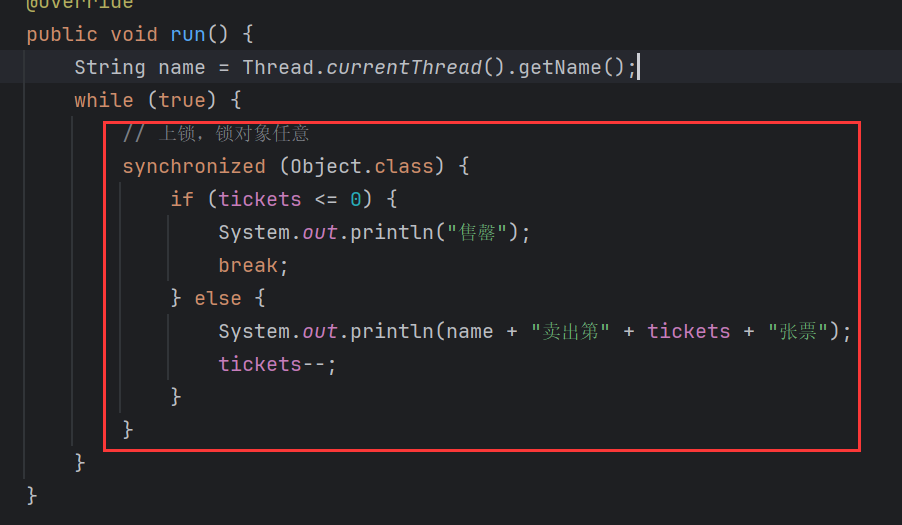 @Override
public void run() {
String name = Thread.currentThread().getName();
while (true) {
// 上锁，锁对象任意
synchronized (Object.class) {
if (tickets <= 0) {
System.out.println("售罄");
break;
} else {
System.out.println(name + "卖出第" + tickets + "张票");
tickets--;
}
}
}
}